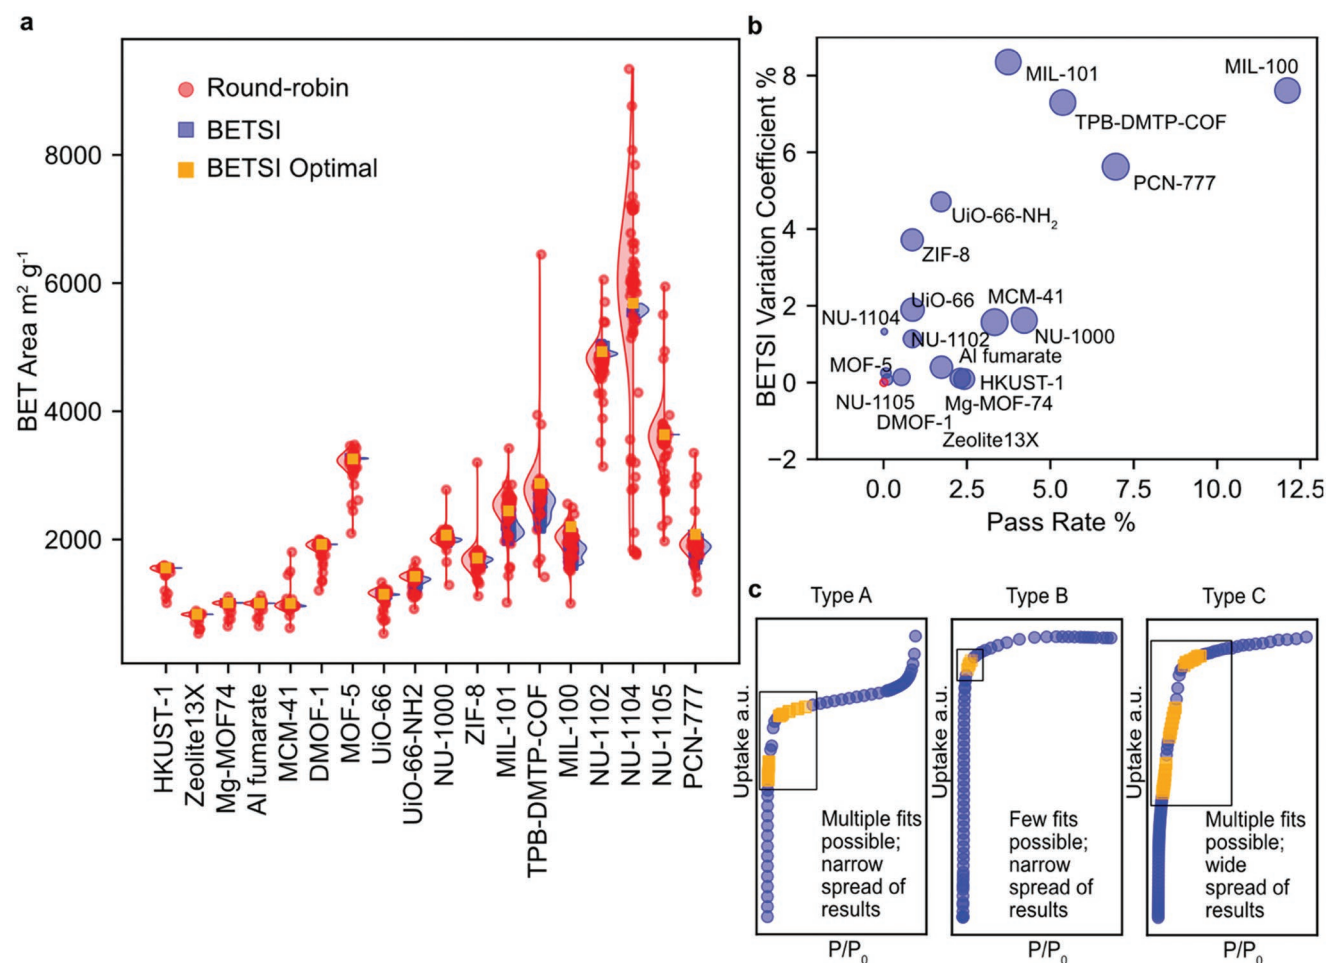 a
Round-robin
BETSI
BETSI Optimal
BET Area m² g⁻¹
8000
6000
4000
2000
HKUST-1
Zeolite13X
Mg-MOF74
Al fumarate
MCM-41
DMOF-1
MOF-5
UiO-66
UiO-66-NH2
NU-1000
ZIF-8
MIL-101
TPB-DMTP-COF
MIL-100
NU-1102
NU-1104
NU-1105
PCN-777
b
BETSI Variation Coefficient %
8
6
4
2
0
−2
MIL-101
MIL-100
TPB-DMTP-COF
PCN-777
UiO-66-NH₂
ZIF-8
UiO-66
MCM-41
NU-1104
NU-1102
NU-1000
Al fumarate
MOF-5
HKUST-1
NU-1105
Mg-MOF-74
DMOF-1
Zeolite13X
0.0 2.5 5.0 7.5 10.0 12.5
Pass Rate %
c
Type A
Uptake a.u.
Multiple fits
possible;
narrow
spread of
results
P/P₀
Type B
Uptake a.u.
Few fits
possible;
narrow
spread of
results
P/P₀
Type C
Uptake a.u.
Multiple fits
possible;
wide
spread of
results
P/P₀